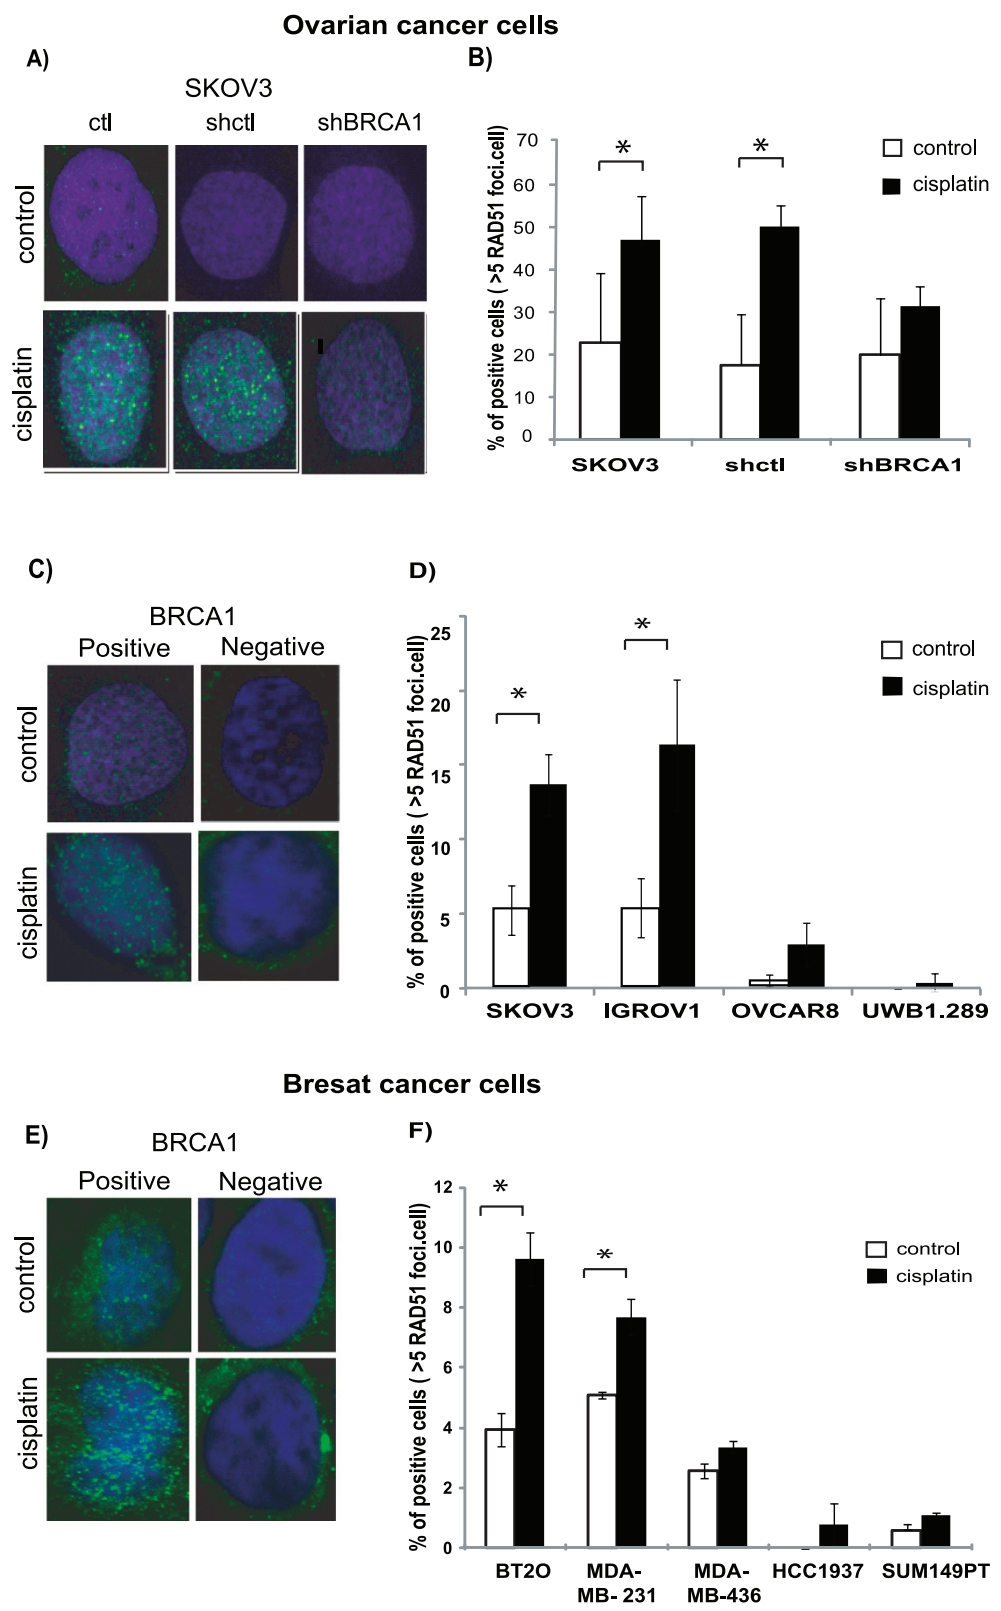 Ovarian cancer cells
A)
SKOV3
ctl shctl shBRCA1
control
cisplatin
B)
% of positive cells ( >5 RAD51 foci.cell)
70
60
50
40
30
20
10
0
* *
control
cisplatin
SKOV3 shctl shBRCA1
C)
BRCA1
Positive Negative
control
cisplatin
D)
% of positive cells ( >5 RAD51 foci.cell)
25
20
15
10
5
0
* *
control
cisplatin
SKOV3 IGROV1 OVCAR8 UWB1.289
Bresat cancer cells
E)
BRCA1
Positive Negative
control
cisplatin
F)
% of positive cells ( >5 RAD51 foci.cell)
12
10
8
6
4
2
0
* *
control
cisplatin
BT2O MDA- MDA- HCC1937 SUM149PT
MB- 231 MB-436